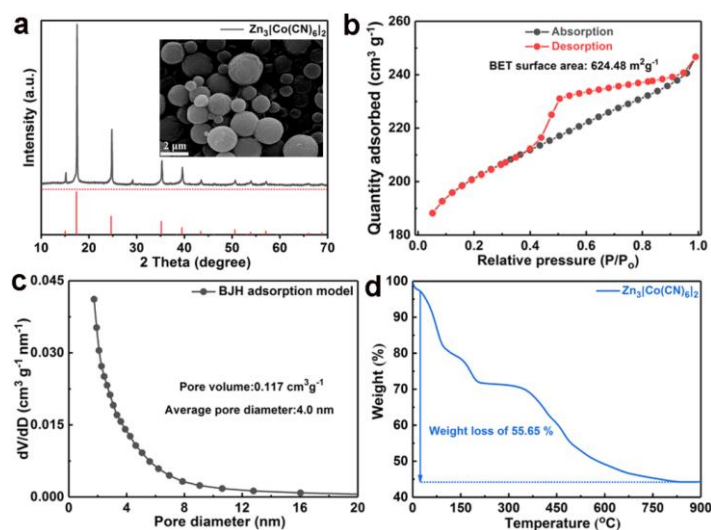 a
Zn₃[Co(CN)₆]₂
2 μm
Intensity (a.u.)
10 20 30 40 50 60 70
2 Theta (degree)
b
Absorption
Desorption
BET surface area: 624.48 m²g⁻¹
Quantity adsorbed (cm³ g⁻¹)
240
220
200
180
0.0 0.2 0.4 0.6 0.8 1.0
Relative pressure (P/Pₒ)
c
BJH adsorption model
Pore volume:0.117 cm³g⁻¹
Average pore diameter:4.0 nm
dV/dD (cm³ g⁻¹ nm⁻¹)
0.045
0.030
0.015
0.000
0 4 8 12 16 20
Pore diameter (nm)
d
Zn₃[Co(CN)₆]₂
Weight loss of 55.65 %
Weight (%)
100
90
80
70
60
50
40
0 150 300 450 600 750 900
Temperature (°C)